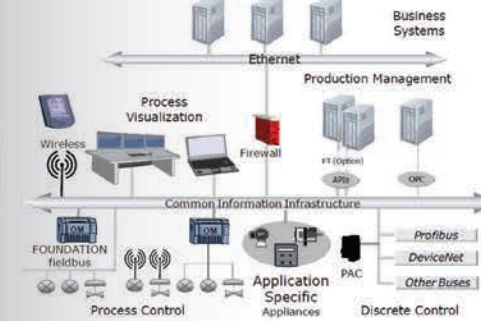 Business
Systems
Ethernet
Production Management
Process
Visualization
Wireless
Firewall
FT (Option)
APIs
OPC
Common Information Infrastructure
OM
OM
FOUNDATION
fieldbus
Profibus
DeviceNet
Other Buses
PAC
Application
Specific
Appliances
Process Control
Discrete Control